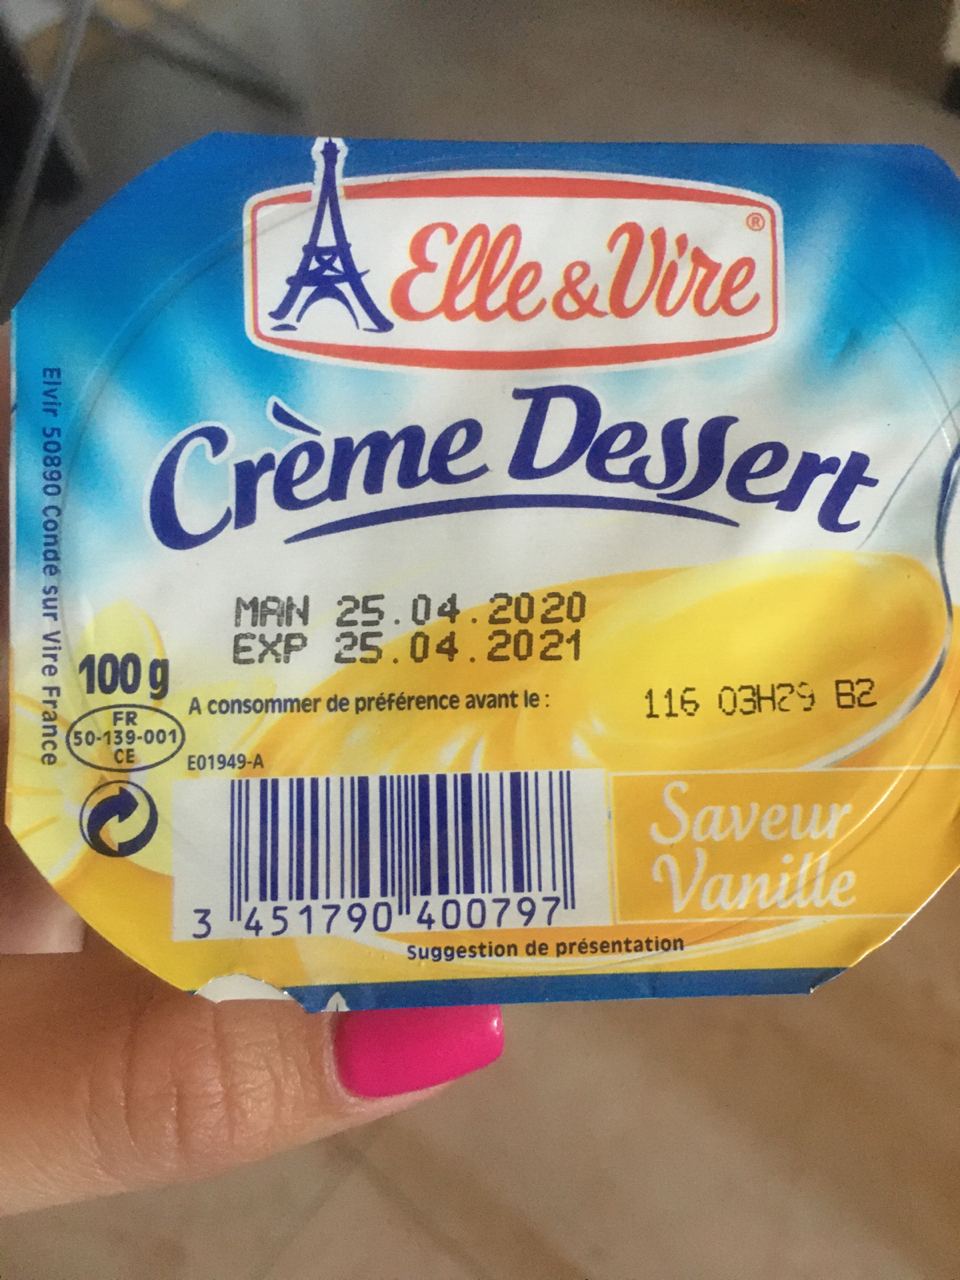 Elle & Vire ®
Crème Dessert
Elvir 50890 Condé sur Vire France
MAN 25.04.2020
EXP 25.04.2021
100 g
A consommer de préférence avant le :
116 03H29 B2
FR
50-139-001
CE
E01949-A
3 451790 400797
Saveur
Vanille
Suggestion de présentation